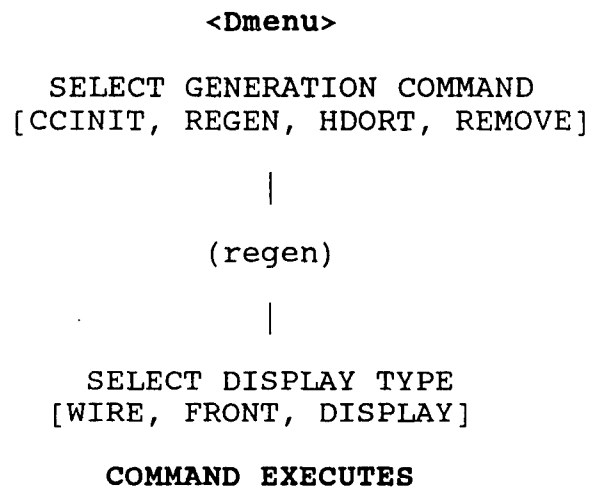 <Dmenu>
SELECT GENERATION COMMAND
[CCINIT, REGEN, HDORT, REMOVE]
|
(regen)
|
SELECT DISPLAY TYPE
[WIRE, FRONT, DISPLAY]
COMMAND EXECUTES